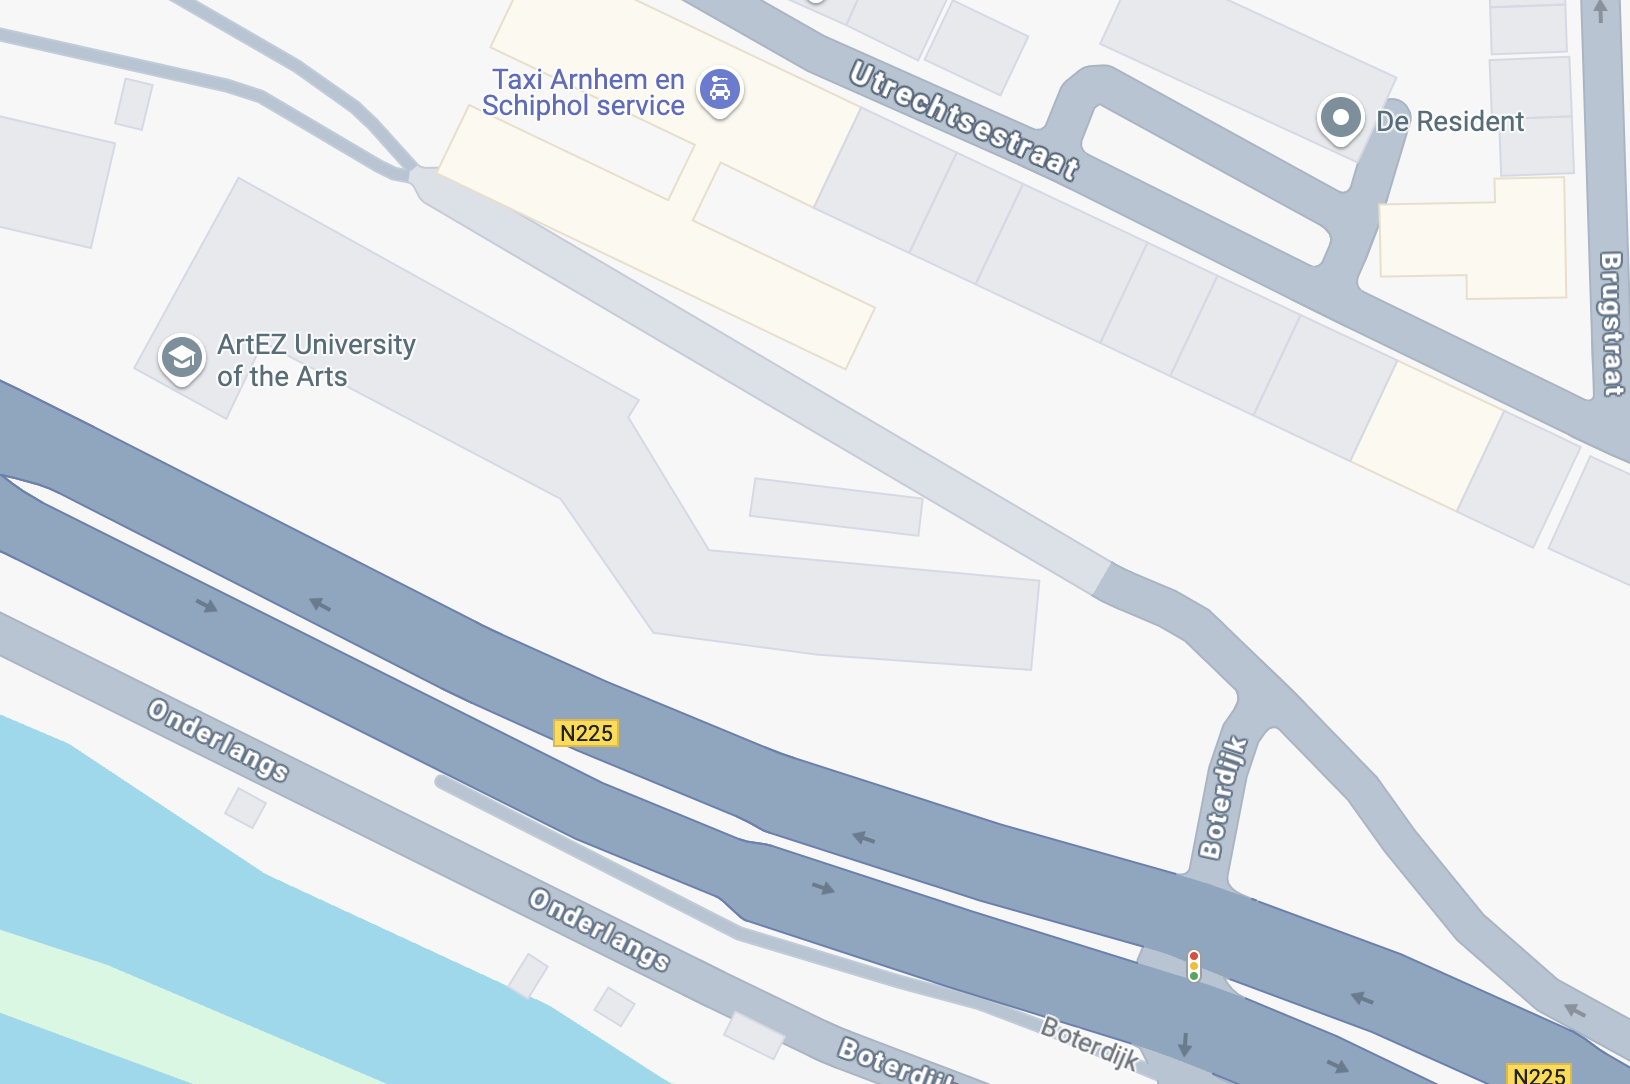 Taxi Arnhem en
Schiphol service
Utrechtsestraat
De Resident
Brugstraat
ArtEZ University
of the Arts
N225
Onderlangs
Boterdijk
Onderlangs
Boterdijk
Boterdijk
N225